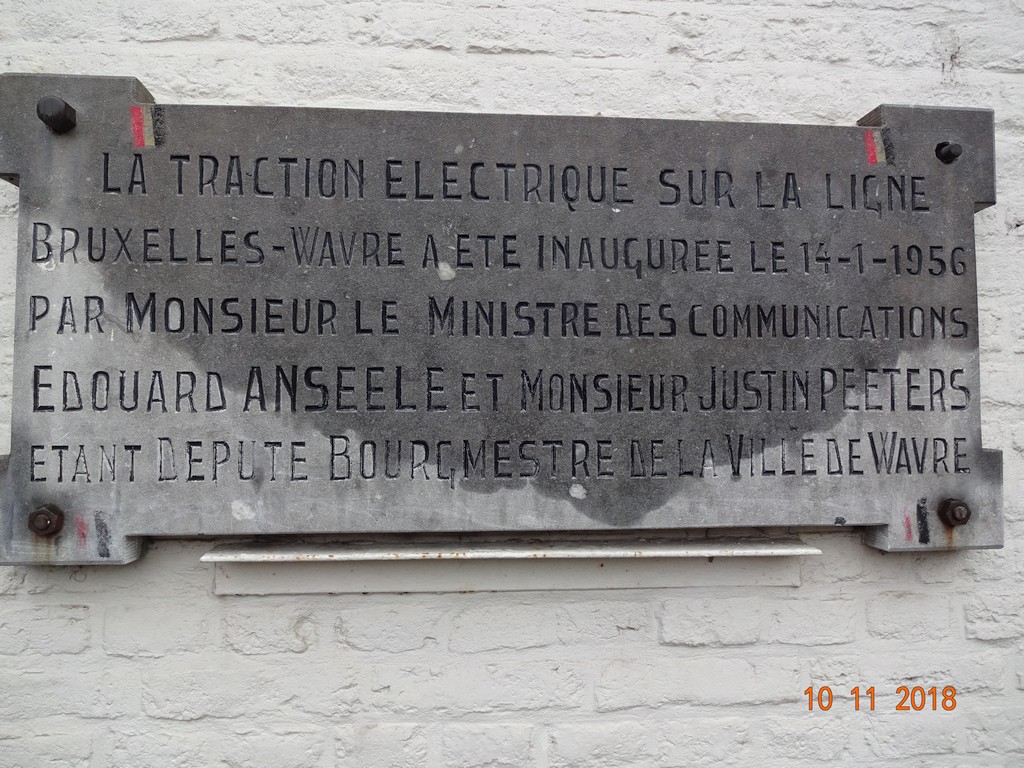 LA TRACTION ELECTRIQUE SUR LA LIGNE
BRUXELLES-WAVRE A ETE INAUGUREE LE 14-1-1956
PAR MONSIEUR LE MINISTRE DES COMMUNICATIONS
EDOUARD ANSEELE ET MONSIEUR JUSTIN PEETERS
ETANT DEPUTE BOURGMESTRE DE LA VILLE DE WAVRE
10 11 2018